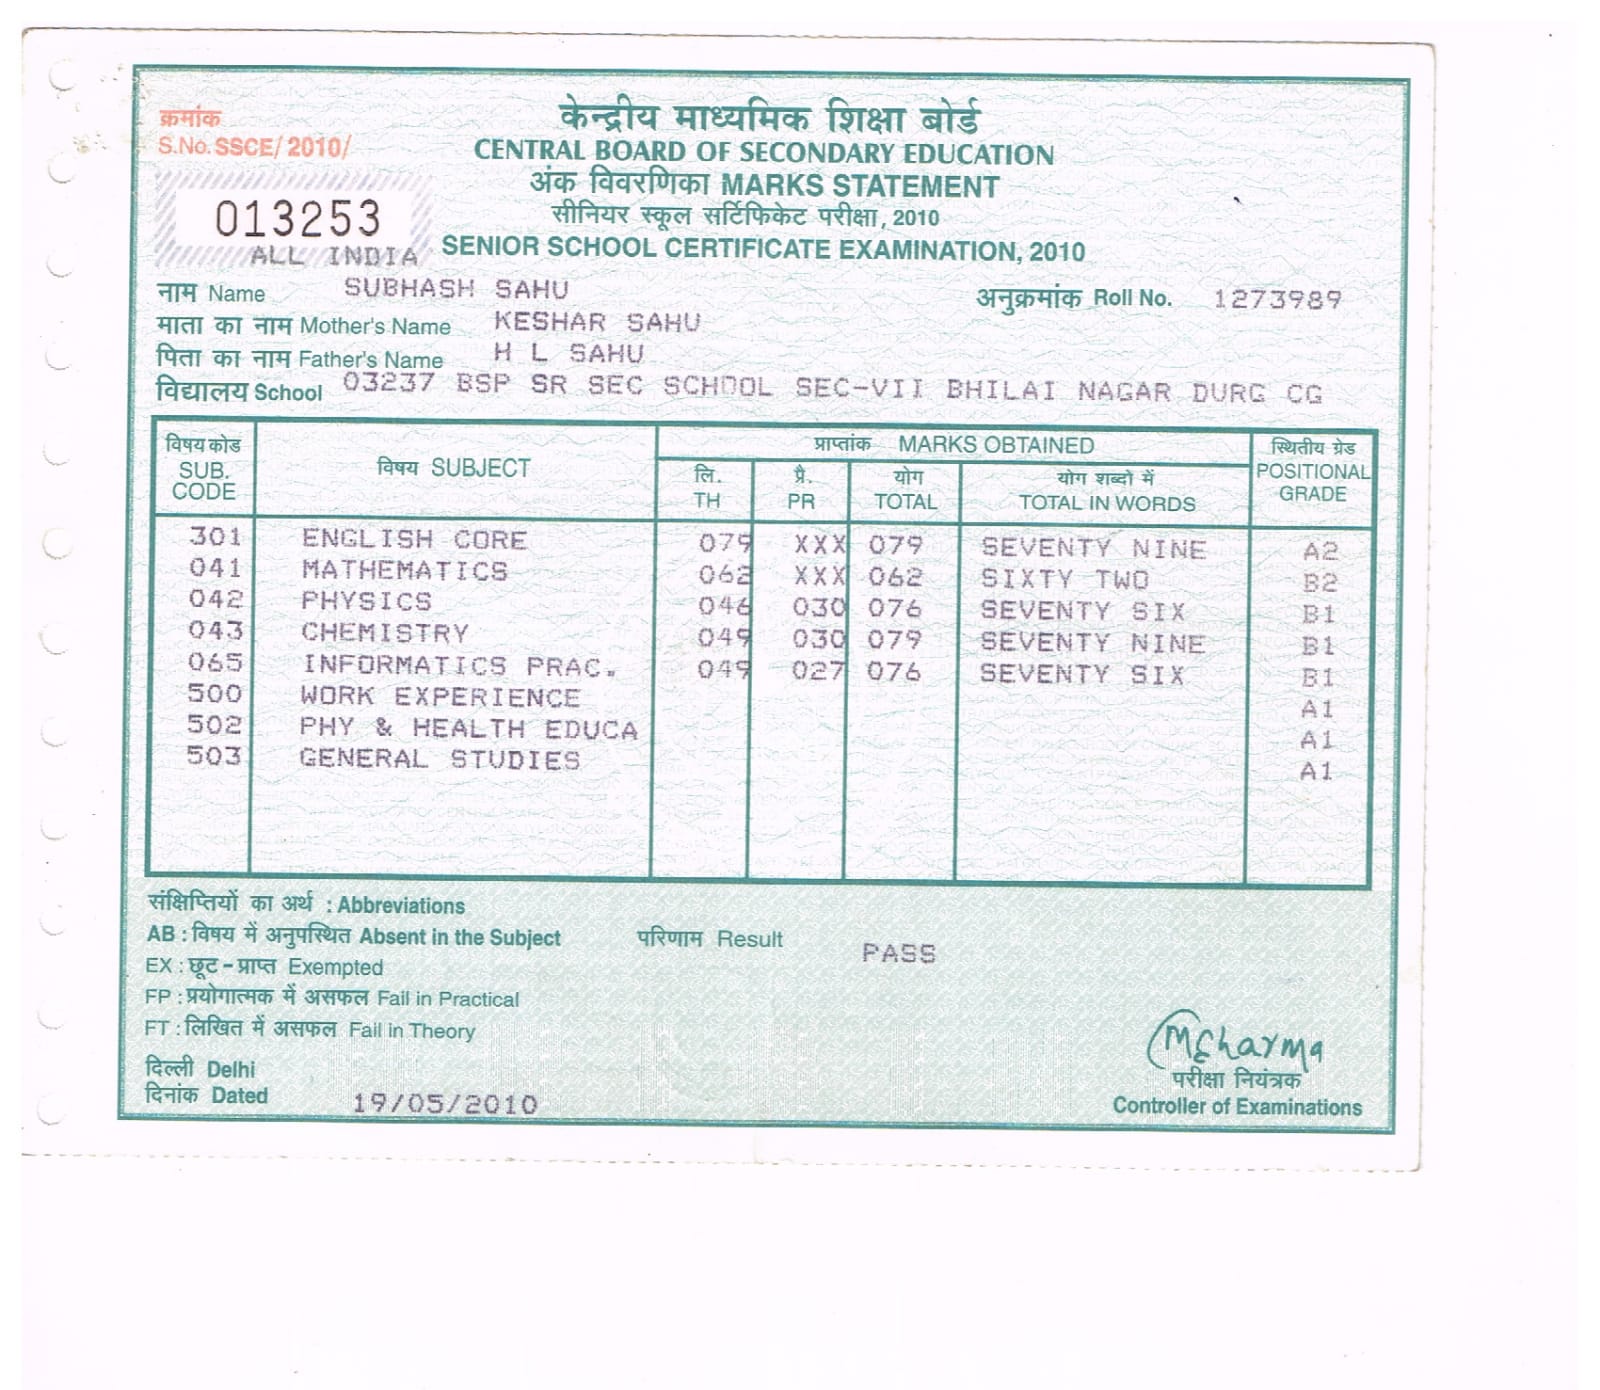 क्रमांक
S.No. SSCE/ 2010/
013253
ALL INDIA
केन्द्रीय माध्यमिक शिक्षा बोर्ड
CENTRAL BOARD OF SECONDARY EDUCATION
अंक विवरणिका MARKS STATEMENT
सीनियर स्कूल सर्टिफिकेट परीक्षा, 2010
SENIOR SCHOOL CERTIFICATE EXAMINATION, 2010
नाम Name SUBHASH SAHU अनुक्रमांक Roll No. 1273989
माता का नाम Mother's Name KESHAR SAHU
पिता का नाम Father's Name H L SAHU
विद्यालय School 03237 BSP SR SEC SCHOOL SEC-VII BHILAI NAGAR DURG CG
विषय कोड SUB. CODE विषय SUBJECT प्राप्तांक MARKS OBTAINED स्थितीय ग्रेड POSITIONAL GRADE
लि. TH प्रै. PR योग TOTAL योग शब्दो में TOTAL IN WORDS
301 ENGLISH CORE 079 XXX 079 SEVENTY NINE A2
041 MATHEMATICS 062 XXX 062 SIXTY TWO B2
042 PHYSICS 046 030 076 SEVENTY SIX B1
043 CHEMISTRY 049 030 079 SEVENTY NINE B1
065 INFORMATICS PRAC. 049 027 076 SEVENTY SIX B1
500 WORK EXPERIENCE A1
502 PHY & HEALTH EDUCA A1
503 GENERAL STUDIES A1
संक्षिप्तियों का अर्थ : Abbreviations
AB : विषय में अनुपस्थित Absent in the Subject परिणाम Result PASS
EX : छूट - प्राप्त Exempted
FP : प्रयोगात्मक में असफल Fail in Practical
FT : लिखित में असफल Fail in Theory
दिल्ली Delhi
दिनांक Dated 19/05/2010
MCharma
परीक्षा नियंत्रक
Controller of Examinations